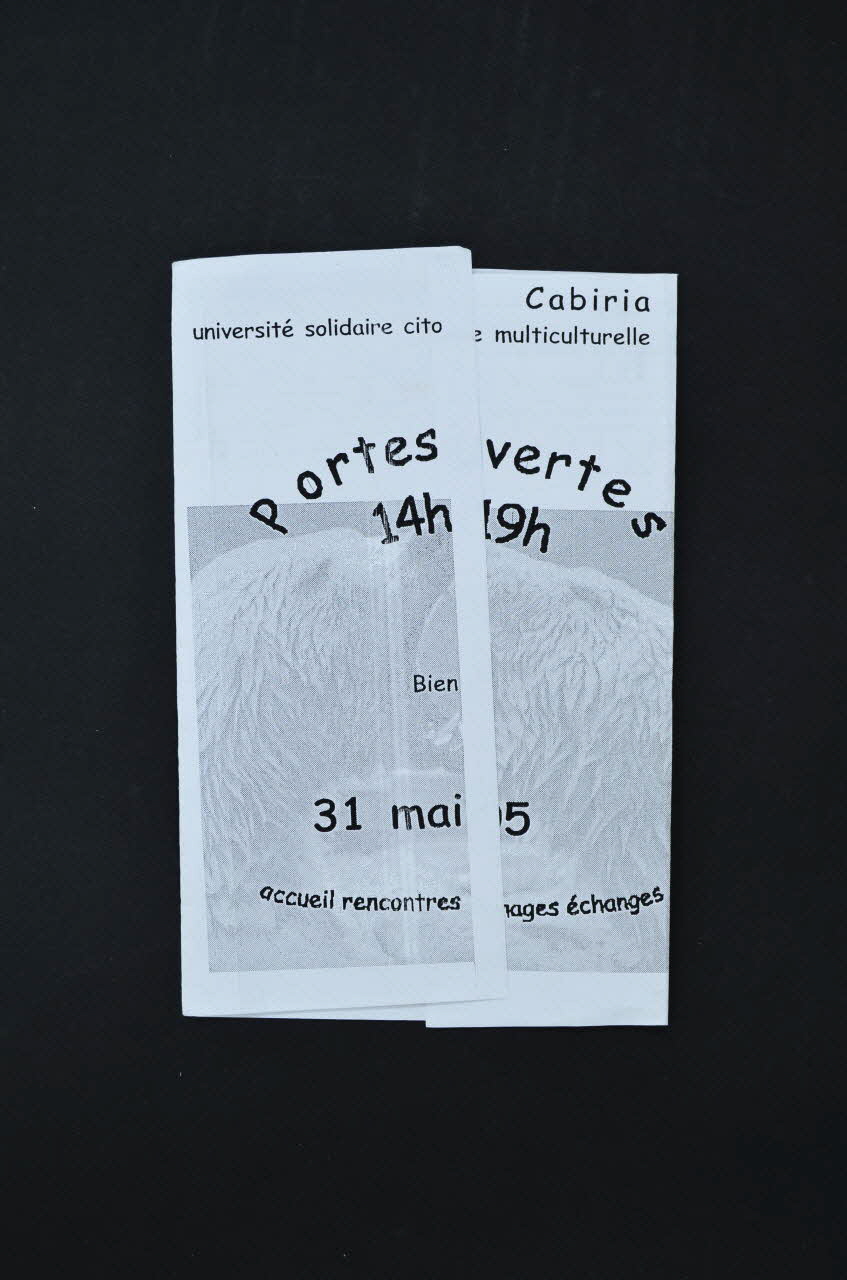 Cabiria
université solidaire cito e multiculturelle
Portes vertes
14h 19h
Bien
31 mai 05
accueil rencontres nages échanges